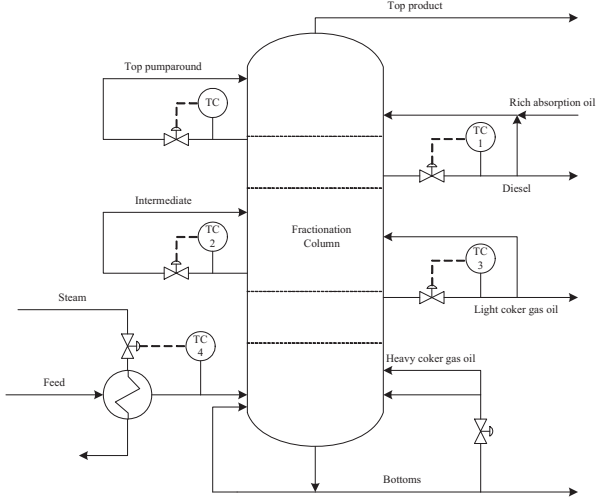 Top product
Top pumparound
TC
Rich absorption oil
TC
1
Diesel
Intermediate
TC
2
Fractionation
Column
TC
3
Light coker gas oil
Steam
TC
4
Heavy coker gas oil
Feed
Bottoms